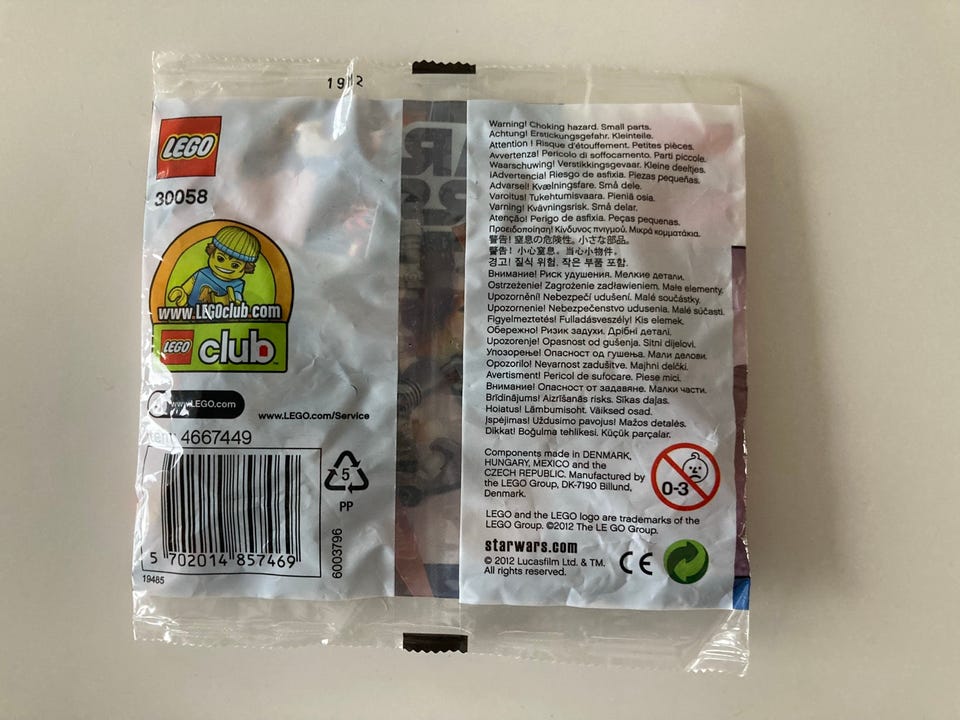 LEGO
30058
www.LEGOclub.com
LEGO club
www.LEGO.com
www.LEGO.com/Service
4667449
5 702014 857469
19485
5
PP
6003796
Warning! Choking hazard. Small parts.
Achtung! Erstickungsgefahr. Kleinteile.
Attention ! Risque d'étouffement. Petites pièces.
Avvertenza! Pericolo di soffocamento. Parti piccole.
Waarschuwing! Verstikkingsgevaar. Kleine deeltjes.
¡Advertencia! Riesgo de asfixia. Piezas pequeñas.
Advarsel! Kvælningsfare. Små dele.
Varoitus! Tukehtumisvaara. Pieniä osia.
Varning! Kvävningsrisk. Små delar.
Atenção! Perigo de asfixia. Peças pequenas.
Προειδοποίηση! Κίνδυνος πνιγμού. Μικρά κομματάκια.
警告! 窒息の危険性。小さな部品。
警告! 小心窒息。当心小物件。
경고! 질식 위험. 작은 부품 포함.
Внимание! Риск удушения. Мелкие детали.
Ostrzeżenie! Zagrożenie zadławieniem. Małe elementy.
Upozornění! Nebezpečí udušení. Malé součástky.
Upozornenie! Nebezpečenstvo udusenia. Malé súčasti.
Figyelmeztetés! Fulladásveszély! Kis elemek.
Обережно! Ризик задухи. Дрібні деталі.
Upozorenje! Opasnost od gušenja. Sitni dijelovi.
Упозорење! Опасност од гушења. Мали делови.
Opozorilo! Nevarnost zadušitve. Majhni delčki.
Avertisment! Pericol de sufocare. Piese mici.
Внимание! Опасност от задавяне. Малки части.
Brīdinājums! Aizrīšanās risks. Sīkas daļas.
Hoiatus! Lämbumisoht. Väiksed osad.
Įspėjimas! Uždusimo pavojus! Mažos detalės.
Dikkat! Boğulma tehlikesi. Küçük parçalar.
Components made in DENMARK,
HUNGARY, MEXICO and the
CZECH REPUBLIC. Manufactured by
the LEGO Group, DK-7190 Billund,
Denmark.
0-3
LEGO and the LEGO logo are trademarks of the
LEGO Group. ©2012 The LE GO Group.
starwars.com
© 2012 Lucasfilm Ltd. & TM.
All rights reserved.
CE